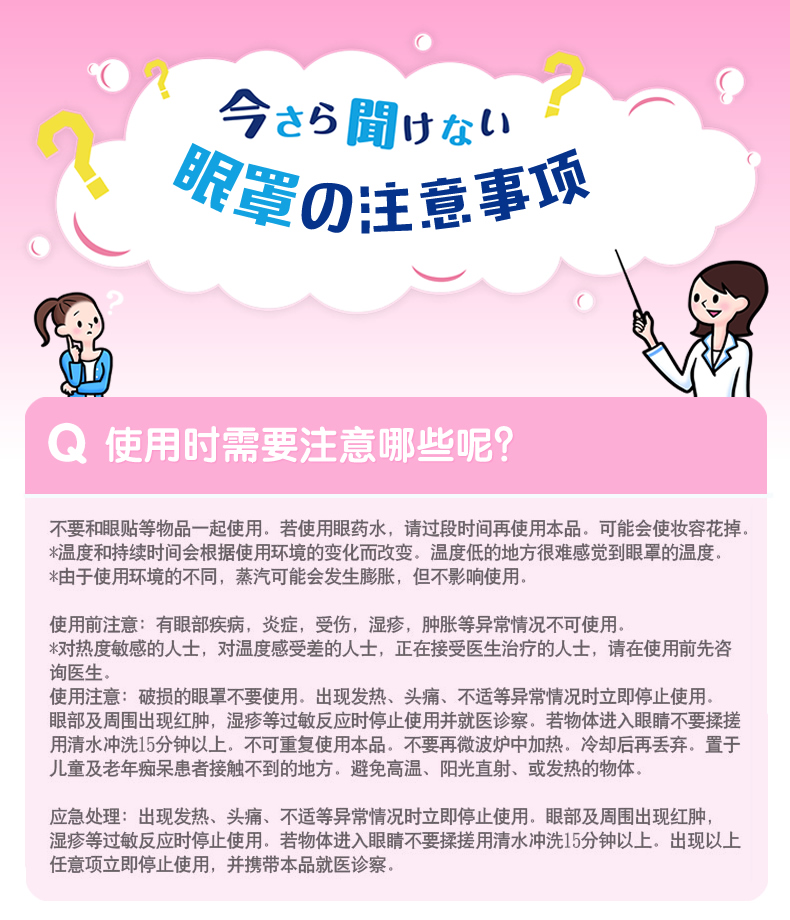 今さら聞けない
眼罩の注意事项
Q 使用时需要注意哪些呢?
不要和眼贴等物品一起使用。若使用眼药水，请过段时间再使用本品。可能会使妆容花掉。
*温度和持续时间会根据使用环境的变化而改变。温度低的地方很难感觉到眼罩的温度。
*由于使用环境的不同，蒸汽可能会发生膨胀，但不影响使用。
使用前注意：有眼部疾病，炎症，受伤，湿疹，肿胀等异常情况不可使用。
*对热度敏感的人士，对温度感受差的人士，正在接受医生治疗的人士，请在使用前先咨
询医生。
使用注意：破损的眼罩不要使用。出现发热、头痛、不适等异常情况时立即停止使用。
眼部及周围出现红肿，湿疹等过敏反应时停止使用并就医诊察。若物体进入眼睛不要揉搓
用清水冲洗15分钟以上。不可重复使用本品。不要再微波炉中加热。冷却后再丢弃。置于
儿童及老年痴呆患者接触不到的地方。避免高温、阳光直射、或发热的物体。
应急处理：出现发热、头痛、不适等异常情况时立即停止使用。眼部及周围出现红肿，
湿疹等过敏反应时停止使用。若物体进入眼睛不要揉搓用清水冲洗15分钟以上。出现以上
任意项立即停止使用，并携带本品就医诊察。